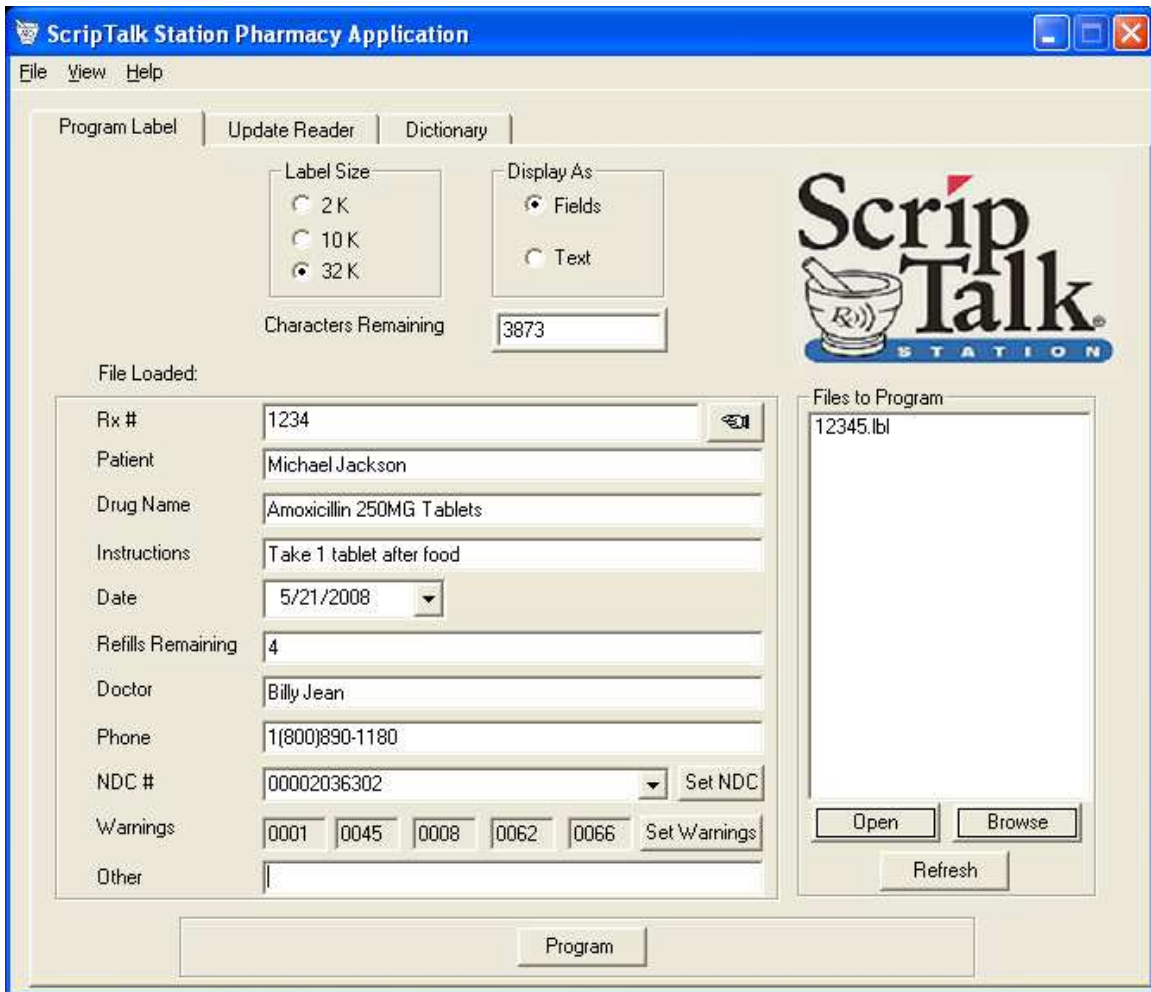 ScripTalk Station Pharmacy Application
File View Help
Program Label Update Reader Dictionary
Label Size
2 K
10 K
32 K
Display As
Fields
Text
Characters Remaining 3873
Scrip
Talk®
Rx
STATION
File Loaded:
Rx # 1234
Patient Michael Jackson
Drug Name Amoxicillin 250MG Tablets
Instructions Take 1 tablet after food
Date 5/21/2008
Refills Remaining 4
Doctor Billy Jean
Phone 1(800)890-1180
NDC # 00002036302 Set NDC
Warnings 0001 0045 0008 0062 0066 Set Warnings
Other
Files to Program
12345.lbl
Open Browse
Refresh
Program